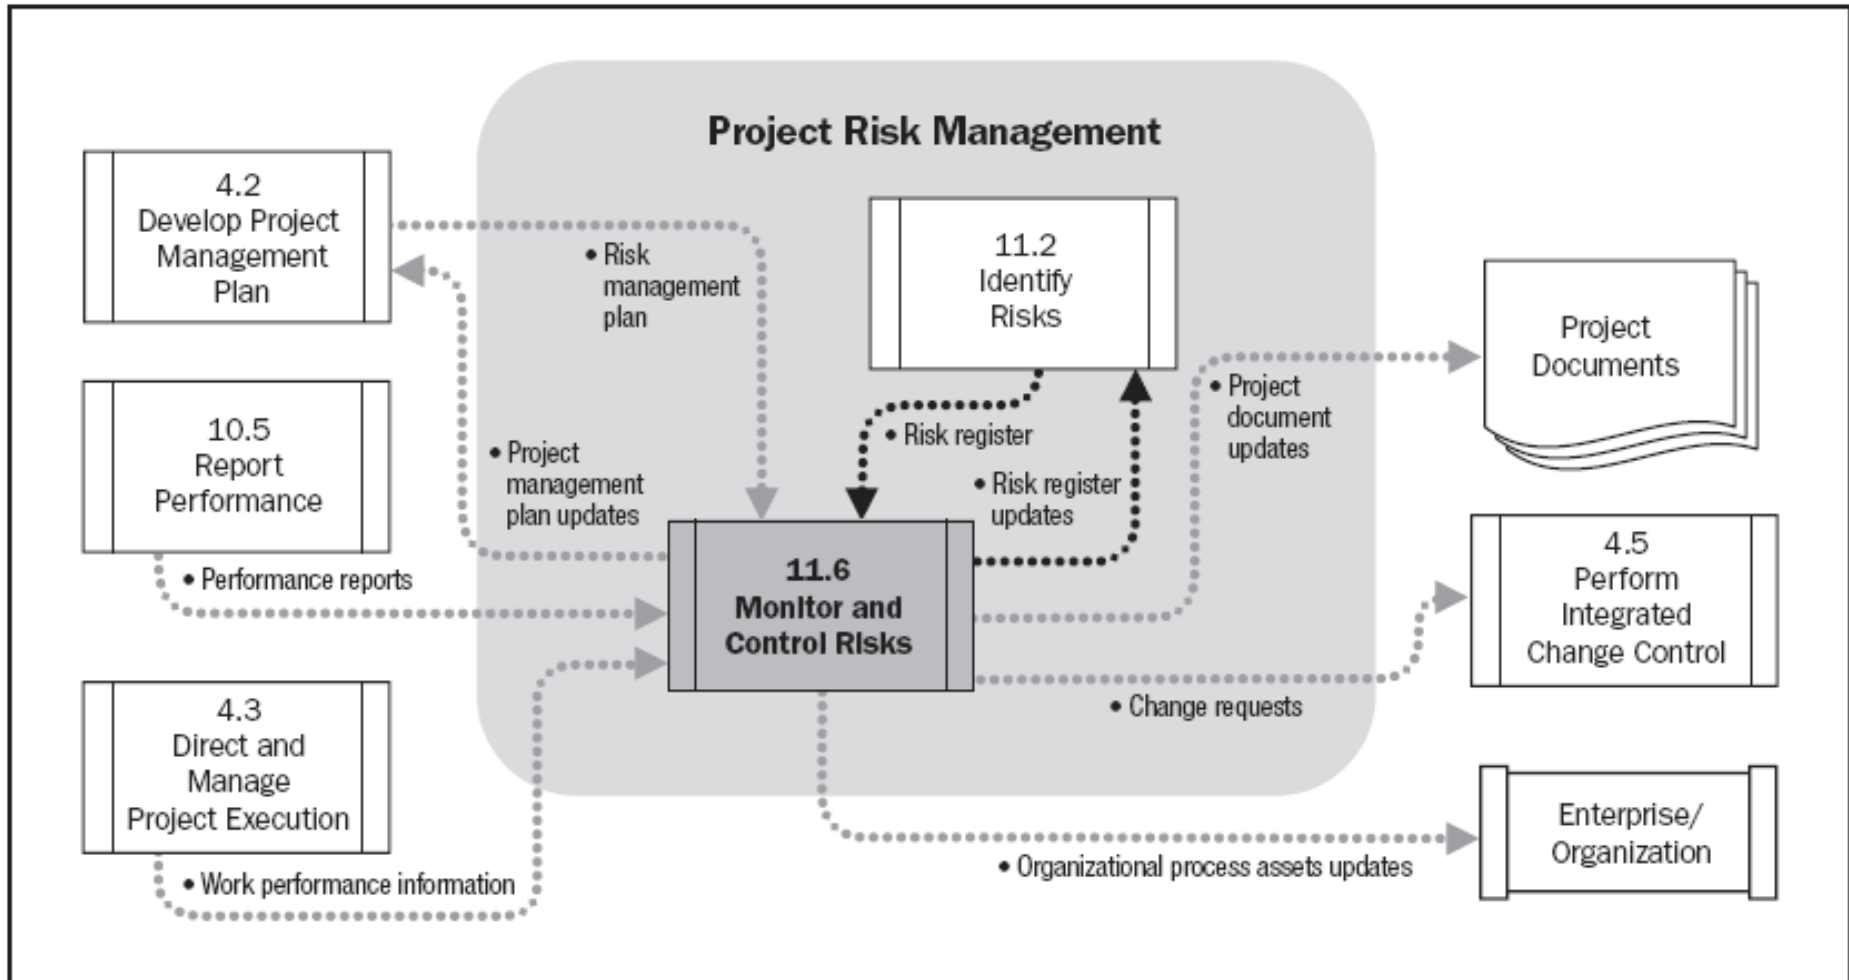 Project Risk Management
4.2
Develop Project
Management
Plan
• Risk
management
plan
11.2
Identify
Risks
Project
Documents
• Project
document
updates
10.5
Report
Performance
• Project
management
plan updates
• Risk register
• Risk register
updates
• Performance reports
11.6
Monitor and
Control Risks
4.5
Perform
Integrated
Change Control
4.3
Direct and
Manage
Project Execution
• Change requests
Enterprise/
Organization
• Work performance information
• Organizational process assets updates